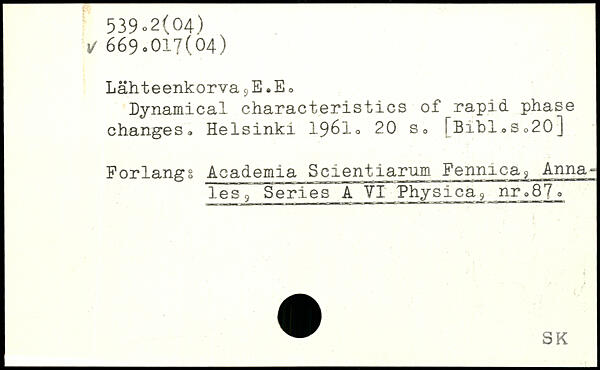 539.2(04)
✓ 669.017(04)
Lähteenkorva,E.E.
Dynamical characteristics of rapid phase
changes. Helsinki 1961. 20 s. [Bibl.s.20]
Forlang: Academia Scientiarum Fennica, Anna-
les, Series A VI Physica, nr.87.
SK